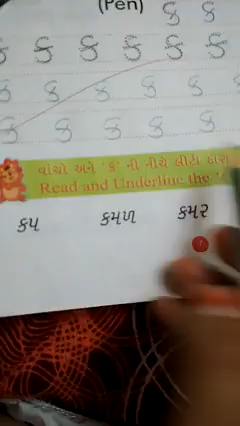 (Pen)
ક ક
ક ક ક ક ક
ક ક ક ક ક
ક ક ક ક ક
વાંચો અને 'ક' ની નીચે લીટી દોરો
Read and Underline the
કપ કમળ કમર